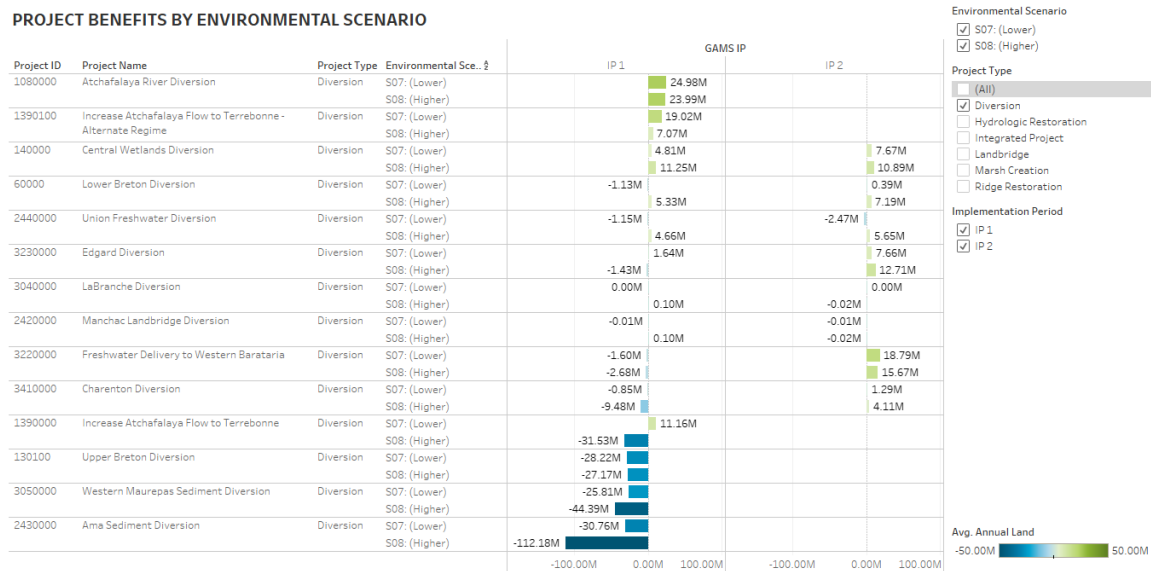 PROJECT BENEFITS BY ENVIRONMENTAL SCENARIO
GAMS IP
Project ID Project Name Project Type Environmental Sce.. IP 1 IP 2
1080000 Atchafalaya River Diversion Diversion S07: (Lower) 24.98M
S08: (Higher) 23.99M
1390100 Increase Atchafalaya Flow to Terrebonne - Diversion S07: (Lower) 19.02M
Alternate Regime S08: (Higher) 7.07M
140000 Central Wetlands Diversion Diversion S07: (Lower) 4.81M 7.67M
S08: (Higher) 11.25M 10.89M
60000 Lower Breton Diversion Diversion S07: (Lower) -1.13M 0.39M
S08: (Higher) 5.33M 7.19M
2440000 Union Freshwater Diversion Diversion S07: (Lower) -1.15M -2.47M
S08: (Higher) 4.66M 5.65M
3230000 Edgard Diversion Diversion S07: (Lower) 1.64M 7.66M
S08: (Higher) -1.43M 12.71M
3040000 LaBranche Diversion Diversion S07: (Lower) 0.00M 0.00M
S08: (Higher) 0.10M -0.02M
2420000 Manchac Landbridge Diversion Diversion S07: (Lower) -0.01M -0.01M
S08: (Higher) 0.10M -0.02M
3220000 Freshwater Delivery to Western Barataria Diversion S07: (Lower) -1.60M 18.79M
S08: (Higher) -2.68M 15.67M
3410000 Charenton Diversion Diversion S07: (Lower) -0.85M 1.29M
S08: (Higher) -9.48M 4.11M
1390000 Increase Atchafalaya Flow to Terrebonne Diversion S07: (Lower) 11.16M
S08: (Higher) -31.53M
130100 Upper Breton Diversion Diversion S07: (Lower) -28.22M
S08: (Higher) -27.17M
3050000 Western Maurepas Sediment Diversion Diversion S07: (Lower) -25.81M
S08: (Higher) -44.39M
2430000 Ama Sediment Diversion Diversion S07: (Lower) -30.76M
S08: (Higher) -112.18M
-100.00M 0.00M 100.00M -100.00M 0.00M 100.00M
Environmental Scenario
S07: (Lower)
S08: (Higher)
Project Type
(All)
Diversion
Hydrologic Restoration
Integrated Project
Landbridge
Marsh Creation
Ridge Restoration
Implementation Period
IP 1
IP 2
Avg. Annual Land
-50.00M 50.00M